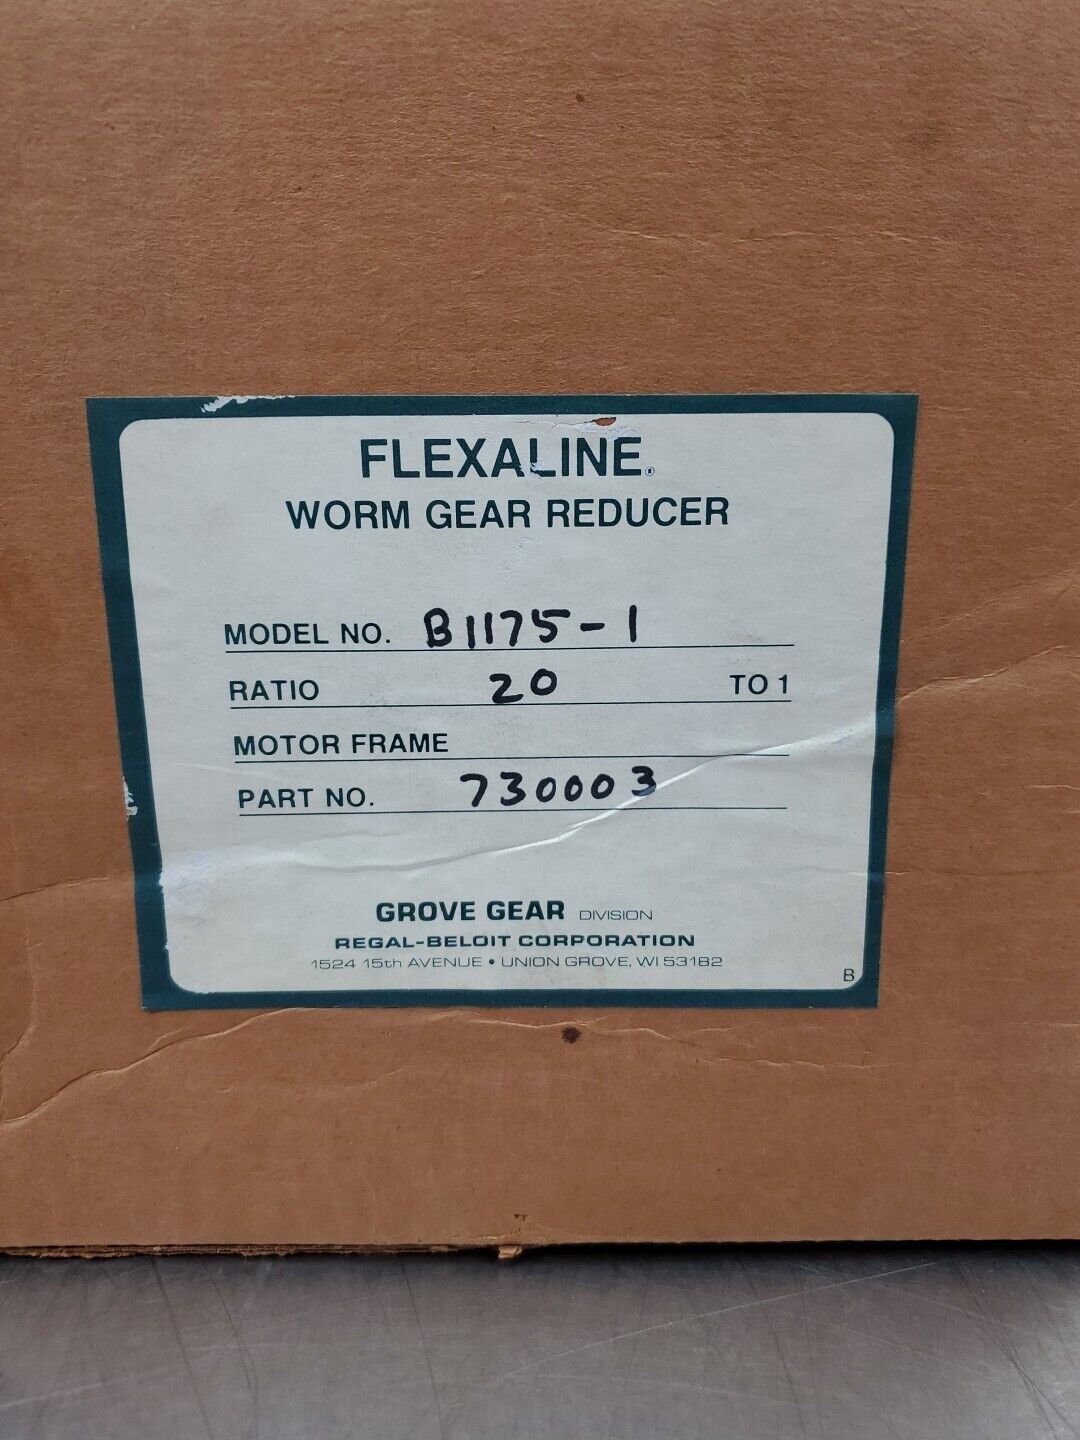 FLEXALINE®
WORM GEAR REDUCER
MODEL NO. B1175-1
RATIO 20 TO 1
MOTOR FRAME
PART NO. 730003
GROVE GEAR DIVISION
REGAL-BELOIT CORPORATION
1524 15th AVENUE • UNION GROVE, WI 53182
B